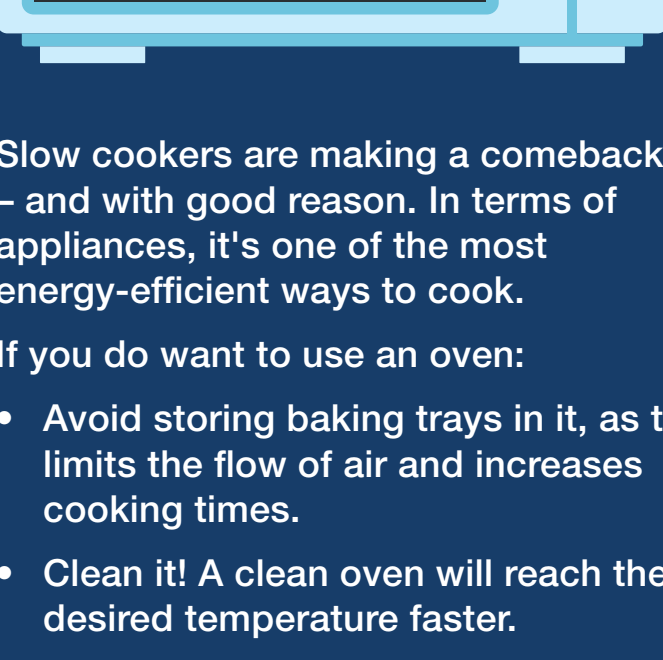 Slow cookers are making a comeback
– and with good reason. In terms of
appliances, it's one of the most
energy-efficient ways to cook.
If you do want to use an oven:
• Avoid storing baking trays in it, as
limits the flow of air and increases
cooking times.
• Clean it! A clean oven will reach the
desired temperature faster.